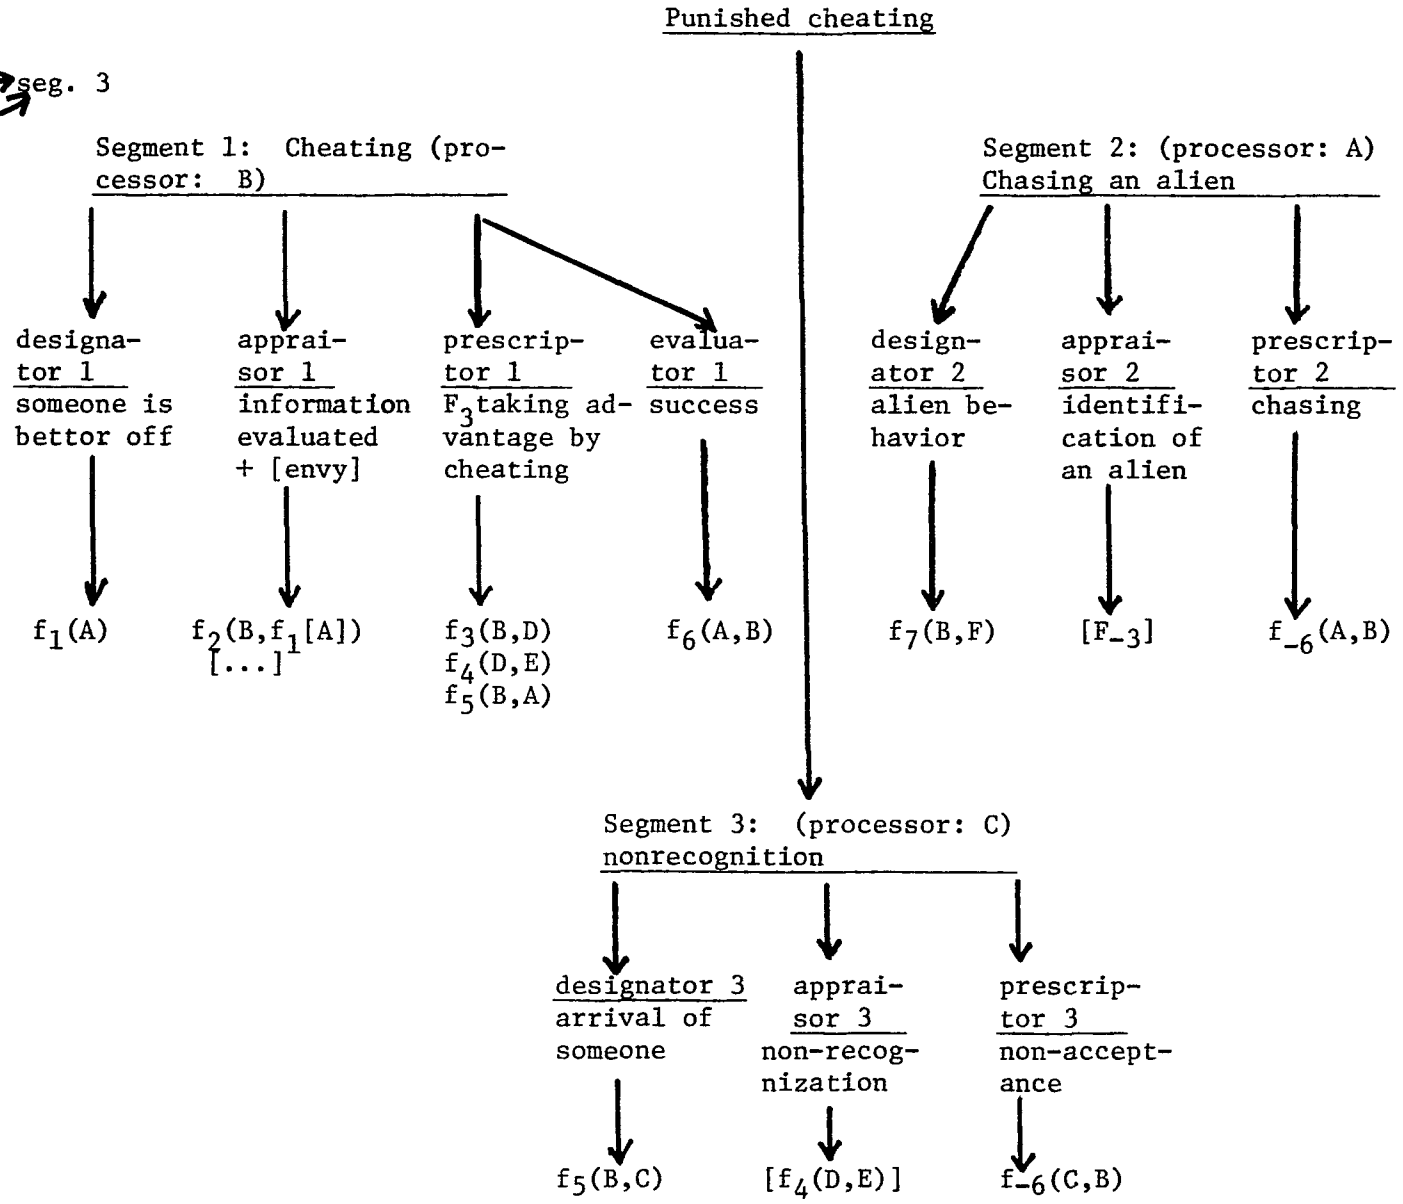 Punished cheating
seg. 3
Segment 1: Cheating (pro-
cessor: B)
designa-
tor 1
someone is
bettor off
f1(A)
apprai-
sor 1
information
evaluated
+ [envy]
f2(B,f1[A])
[...]
prescrip-
tor 1
F3taking ad-
vantage by
cheating
f3(B,D)
f4(D,E)
f5(B,A)
evalua-
tor 1
success
f6(A,B)
Segment 2: (processor: A)
Chasing an alien
design-
ator 2
alien be-
havior
f7(B,F)
apprai-
sor 2
identifi-
cation of
an alien
[F-3]
prescrip-
tor 2
chasing
f-6(A,B)
Segment 3: (processor: C)
nonrecognition
designator 3
arrival of
someone
f5(B,C)
apprai-
sor 3
non-recog-
nization
[f4(D,E)]
prescrip-
tor 3
non-accept-
ance
f-6(C,B)